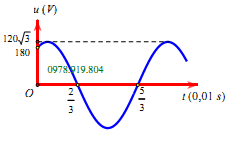 u (V)
120√3
180
0978.919.804
O
2/3
5/3
t (0,01 s)